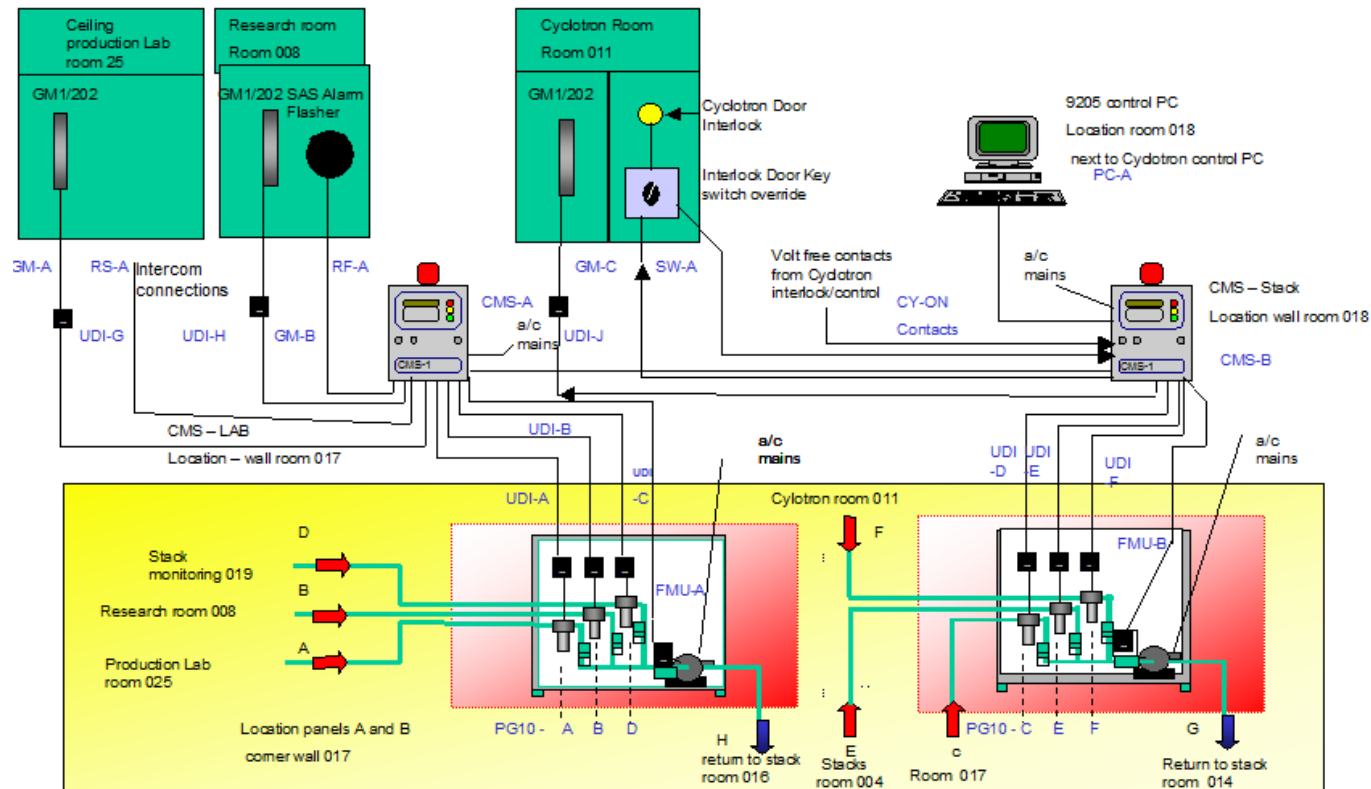 Ceiling
production Lab
room 25
GM1/202
Research room
Room 008
GM1/202 SAS Alarm
Flasher
Cyclotron Room
Room 011
GM1/202
Cyclotron Door
Interlock
Interlock Door Key
switch override
9205 control PC
Location room 018
next to Cyclotron control PC
PC-A
GM-A
RS-A
Intercom
connections
RF-A
UDI-G
UDI-H
GM-B
CMS-A
a/c
mains
CMS-1
GM-C
SW-A
UDI-J
Volt free contacts
from Cyclotron
interlock/control
CY-ON
Contacts
a/c
mains
CMS – Stack
Location wall room 018
CMS-B
CMS-1
CMS – LAB
Location – wall room 017
UDI-B
UDI-A
UDI
-C
a/c
mains
UDI
-D
UDI
-E
UDI
-F
a/c
mains
Cylotron room 011
D
Stack
monitoring 019
B
Research room 008
A
Production Lab
room 025
Location panels A and B
corner wall 017
FMU-A
PG10 - A B D
H
return to stack
room 016
F
E
Stacks
room 004
c
Room 017
FMU-B
PG10 - C E F
G
Return to stack
room 014